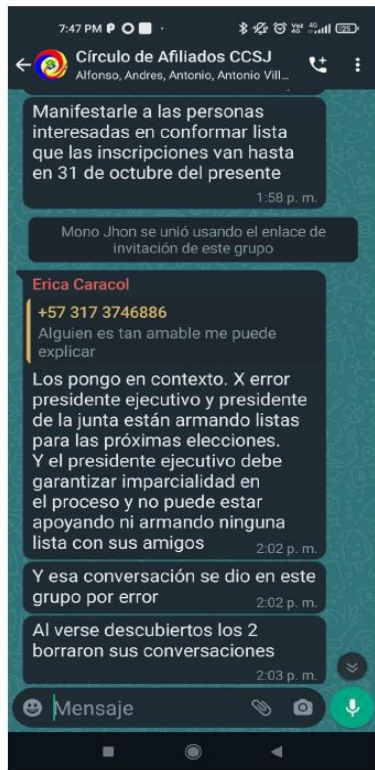 7:47 PM
Círculo de Afiliados CCSJ
Alfonso, Andres, Antonio, Antonio Vill...
Manifestarle a las personas
interesadas en conformar lista
que las inscripciones van hasta
en 31 de octubre del presente
1:58 p. m.
Mono Jhon se unió usando el enlace de
invitación de este grupo
Erica Caracol
+57 317 3746886
Alguien es tan amable me puede
explicar
Los pongo en contexto. X error
presidente ejecutivo y presidente
de la junta están armando listas
para las próximas elecciones.
Y el presidente ejecutivo debe
garantizar imparcialidad en
el proceso y no puede estar
apoyando ni armando ninguna
lista con sus amigos
2:02 p. m.
Y esa conversación se dio en este
grupo por error
2:02 p. m.
Al verse descubiertos los 2
borraron sus conversaciones
2:03 p. m.
Mensaje